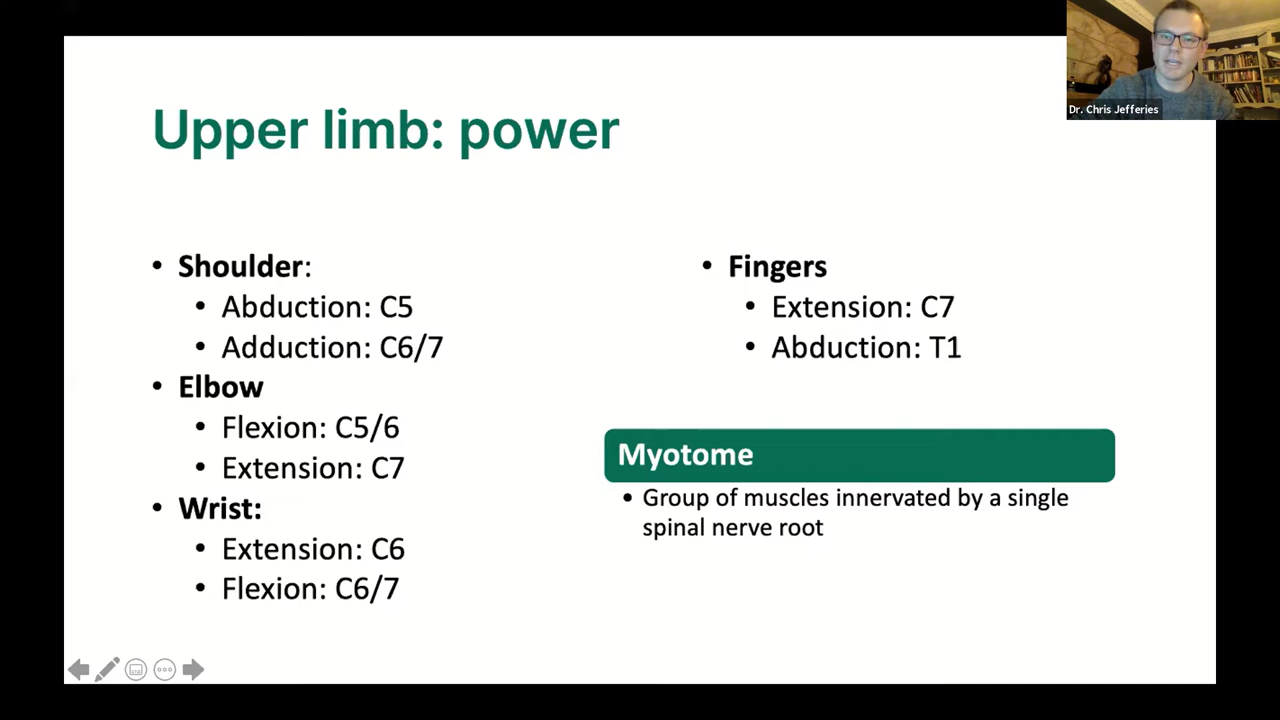 Dr. Chris Jefferies
Upper limb: power
• Shoulder:
• Abduction: C5
• Adduction: C6/7
• Elbow
• Flexion: C5/6
• Extension: C7
• Wrist:
• Extension: C6
• Flexion: C6/7
• Fingers
• Extension: C7
• Abduction: T1
Myotome
• Group of muscles innervated by a single
spinal nerve root